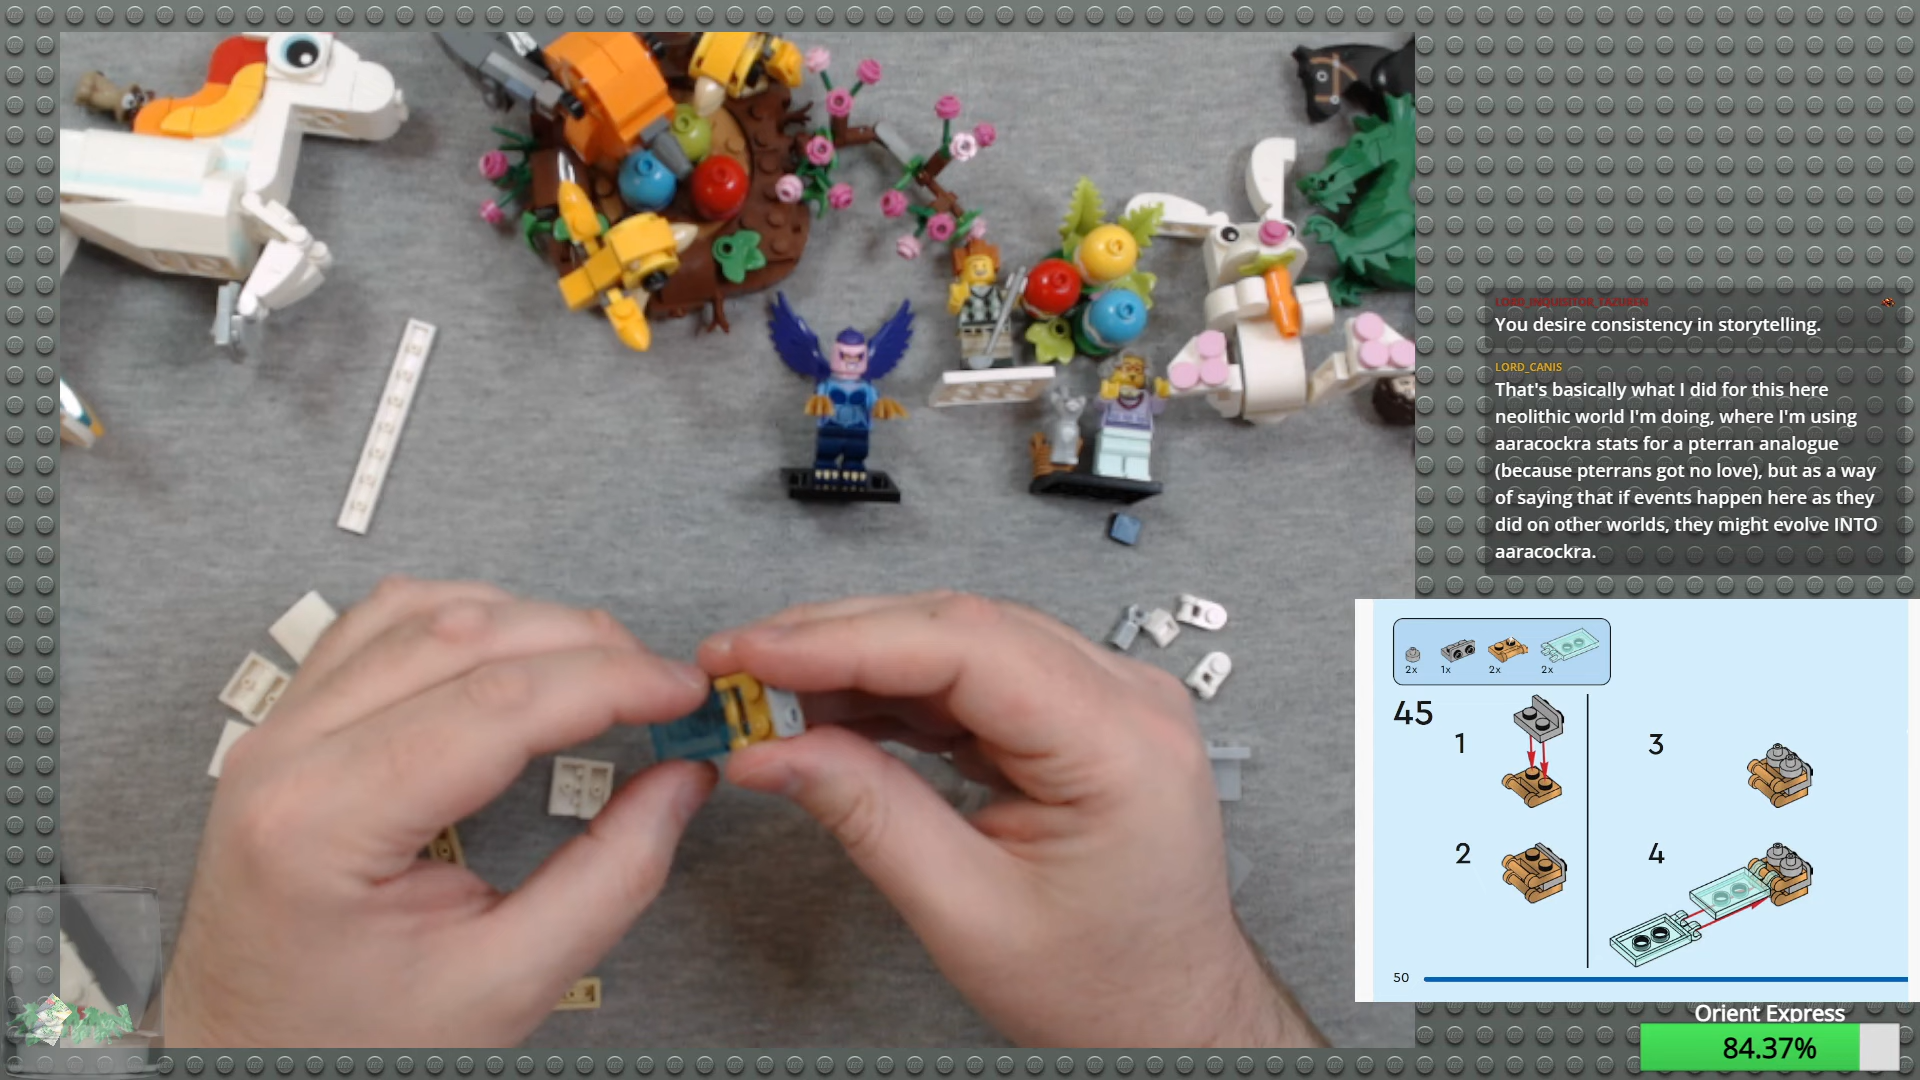 LORD_INQUISITOR_LAZUREM
You desire consistency in storytelling.
LORD_CANIS
That's basically what I did for this here
neolithic world I'm doing, where I'm using
aaracockra stats for a pterran analogue
(because pterrans got no love), but as a way
of saying that if events happen here as they
did on other worlds, they might evolve INTO
aaracockra.
2x 1x 2x 2x
45
1
3
2
4
50
Orient Express
84.37%